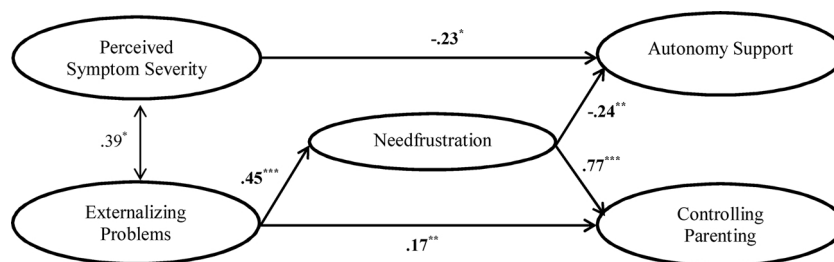 Perceived
Symptom Severity
-.23*
Autonomy Support
.39*
Needfrustration
-.24**
.45***
.77***
Externalizing
Problems
.17**
Controlling
Parenting